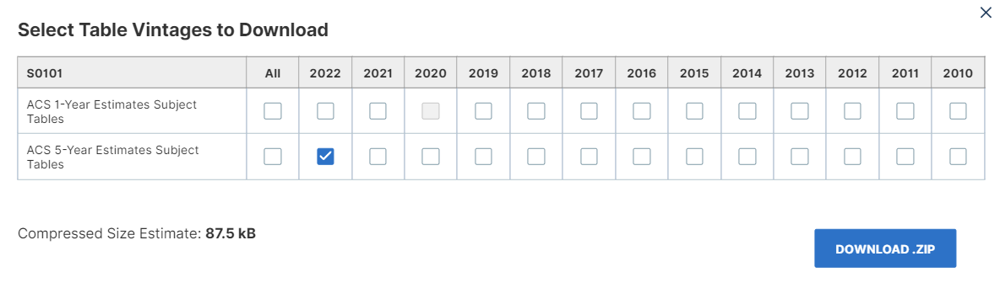 Select Table Vintages to Download
S0101 All 2022 2021 2020 2019 2018 2017 2016 2015 2014 2013 2012 2011 2010
ACS 1-Year Estimates Subject
Tables
ACS 5-Year Estimates Subject
Tables
Compressed Size Estimate: 87.5 kB
DOWNLOAD .ZIP